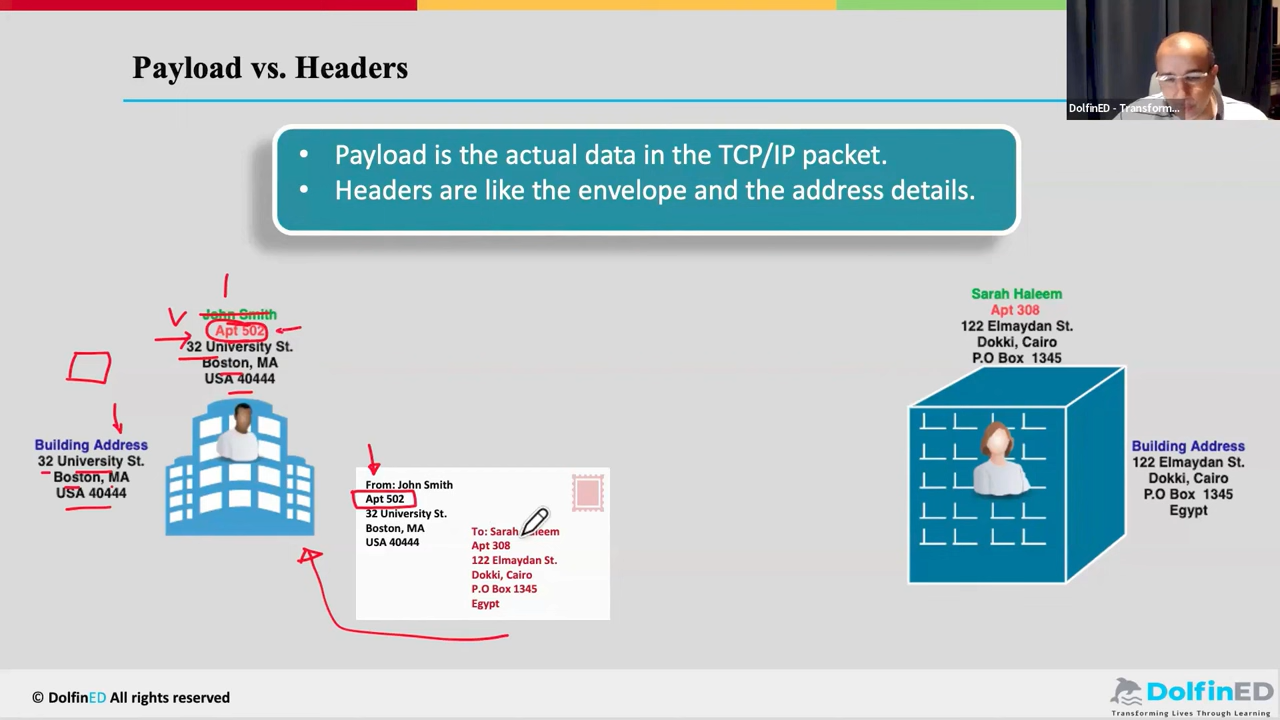 Payload vs. Headers
DolfinED - Transform...
• Payload is the actual data in the TCP/IP packet.
• Headers are like the envelope and the address details.
John Smith
Apt 502
32 University St.
Boston, MA
USA 40444
Building Address
32 University St.
Boston, MA
USA 40444
From: John Smith
Apt 502
32 University St.
Boston, MA
USA 40444
To: Sarah
Apt 308
122 Elmaydan St.
Dokki, Cairo
P.O Box 1345
Egypt
Sarah Haleem
Apt 308
122 Elmaydan St.
Dokki, Cairo
P.O Box 1345
Building Address
122 Elmaydan St.
Dokki, Cairo
P.O Box 1345
Egypt
© DolfinED All rights reserved
DolfinED
Transforming Lives Through Learning